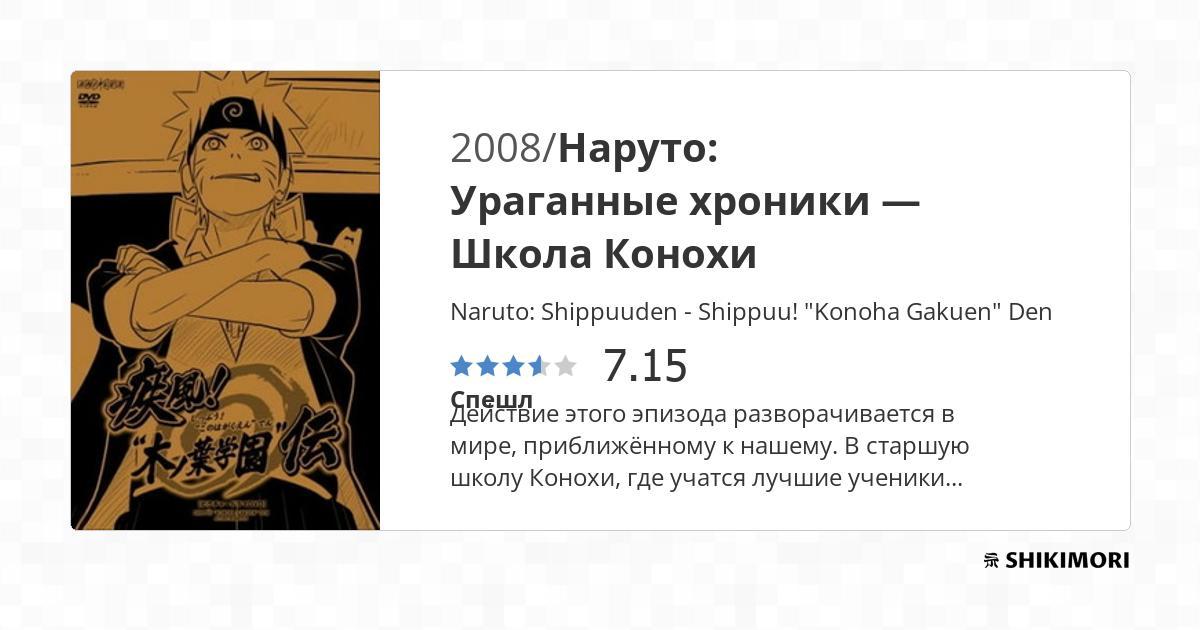 DVD
2008/Наруто:
Ураганные хроники —
Школа Конохи
Naruto: Shippuuden - Shippuu! "Konoha Gakuen" Den
7.15
Спешл
Действие этого эпизода разворачивается в
мире, приближённому к нашему. В старшую
школу Конохи, где учатся лучшие ученики...
疾風!
"木ノ葉学園"伝
SHIKIMORI